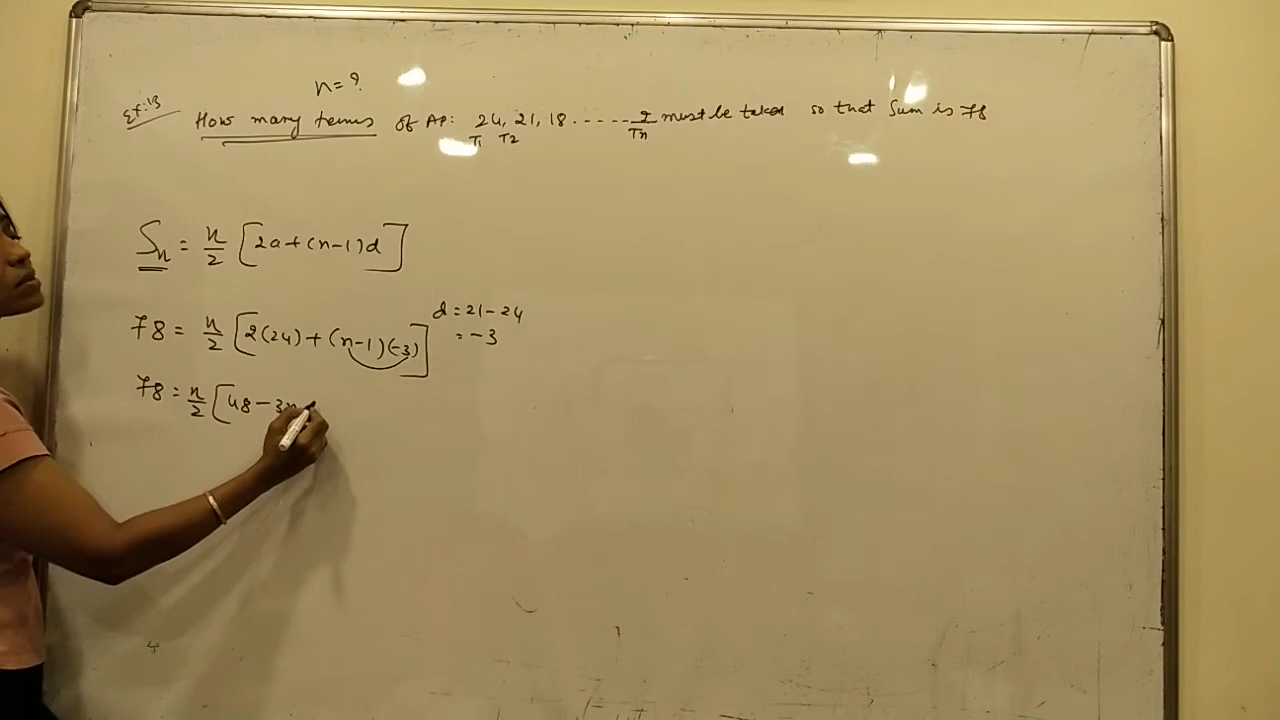 n = ?
Ex:13 How many terms of AP: 24, 21, 18 . . . . . . ? must be taken so that Sum is 78
T1 T2 Tn
Sn = n/2 [2a + (n-1)d]
d = 21 - 24
78 = n/2 [2(24) + (n-1)(-3)]
= -3
78 = n/2 [48 - 3n